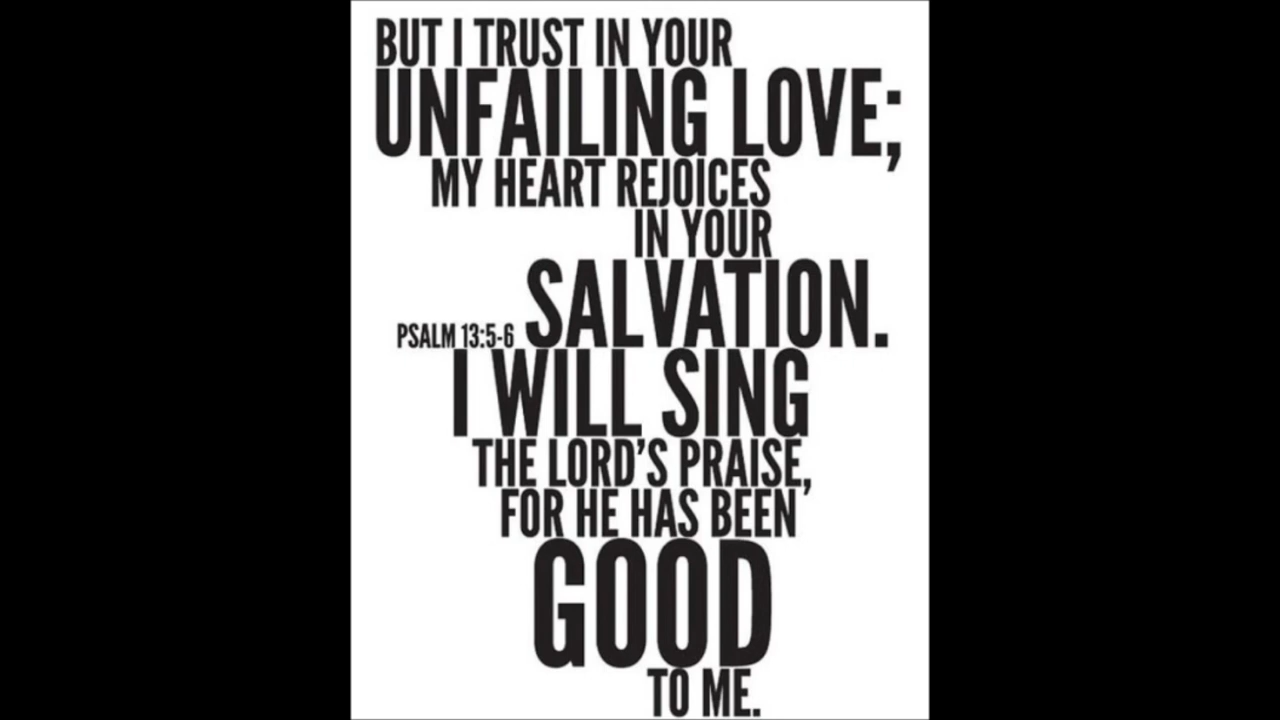 BUT I TRUST IN YOUR
UNFAILING LOVE;
MY HEART REJOICES
IN YOUR
SALVATION.
PSALM 13:5-6
I WILL SING
THE LORD'S PRAISE,
FOR HE HAS BEEN
GOOD
TO ME.